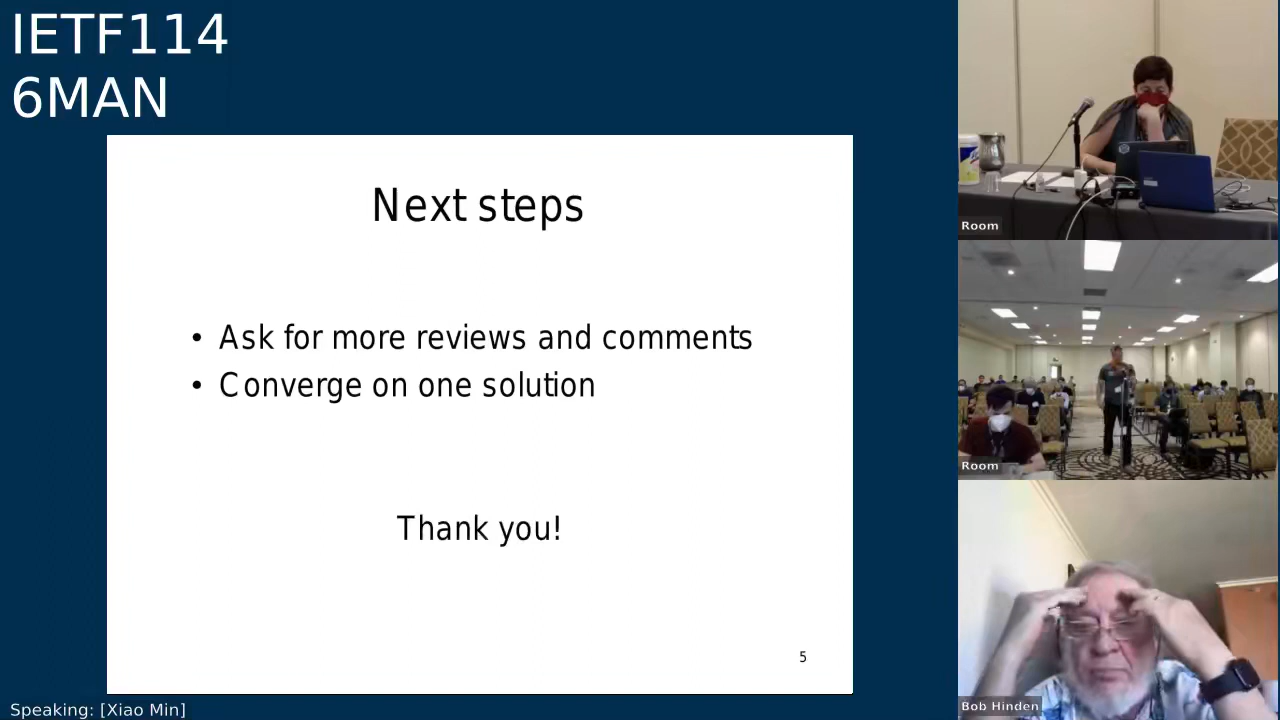 IETF114
6MAN
Next steps
• Ask for more reviews and comments
• Converge on one solution
Thank you!
5
Speaking: [Xiao Min]
Room
Room
Bob Hinden